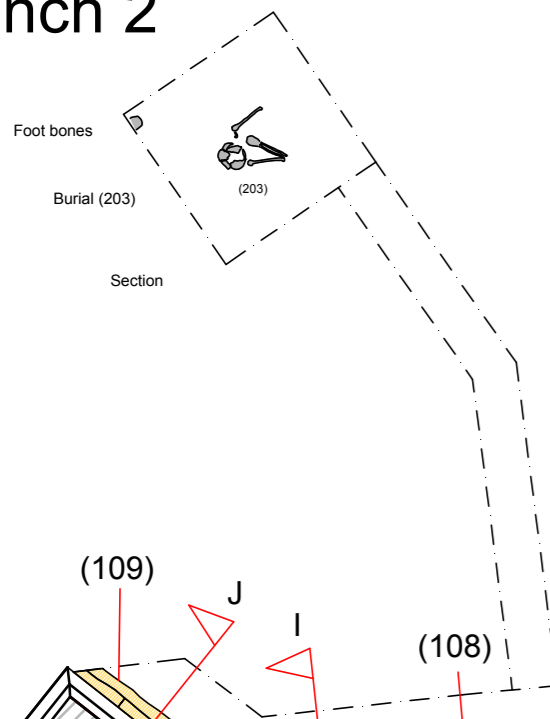 nch 2
Foot bones
Burial (203)
(203)
Section
(109)
J
I
(108)